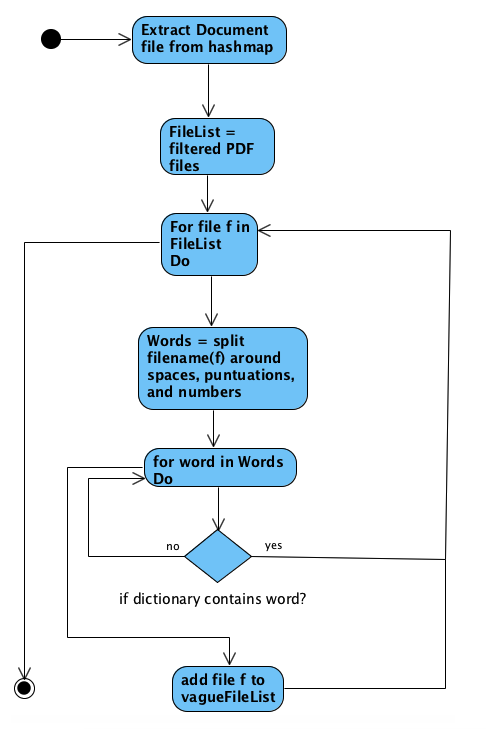 Extract Document
file from hashmap
FileList =
filtered PDF
files
For file f in
FileList
Do
Words = split
filename(f) around
spaces, puntuations,
and numbers
for word in Words
Do
no
yes
if dictionary contains word?
add file f to
vagueFileList